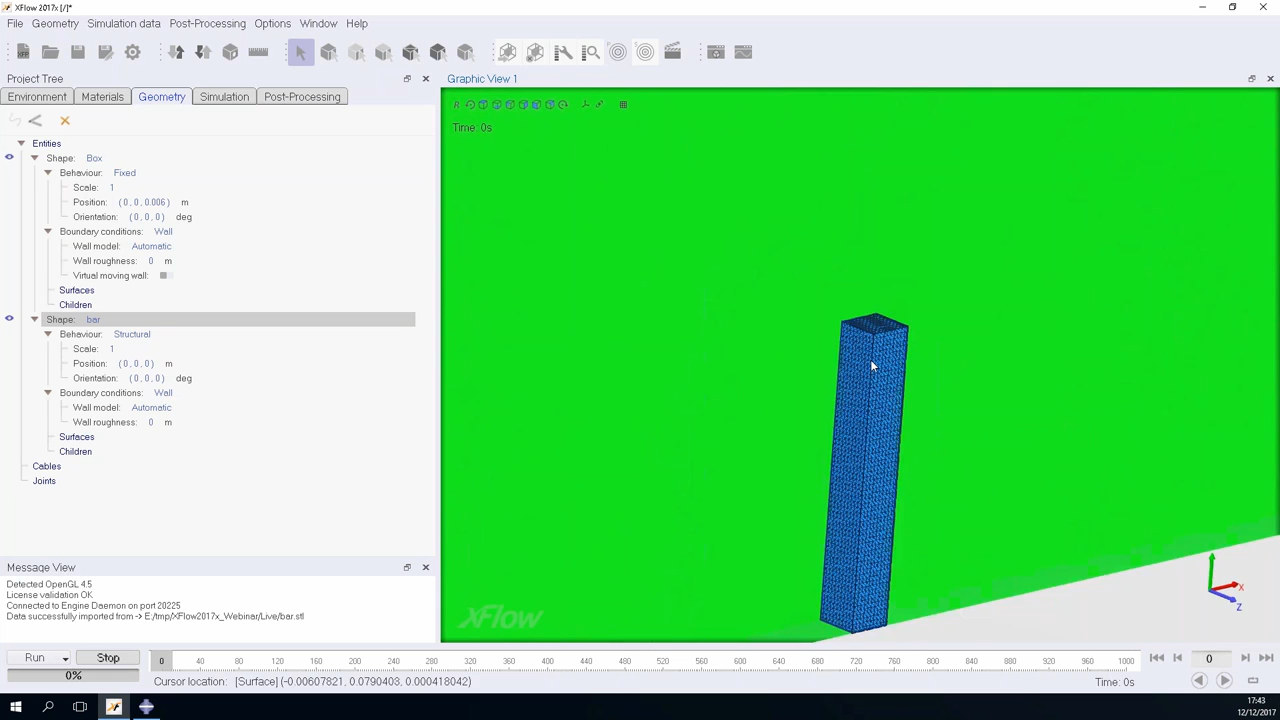 XFlow 2017x [/]*
File Geometry Simulation data Post-Processing Options Window Help
Project Tree
Graphic View 1
Environment Materials Geometry Simulation Post-Processing
R
Time: 0s
Entities
Shape: Box
Behaviour: Fixed
Scale: 1
Position: (0,0,0.006) m
Orientation: (0,0,0) deg
Boundary conditions: Wall
Wall model: Automatic
Wall roughness: 0 m
Virtual moving wall:
Surfaces
Children
Shape: bar
Behaviour: Structural
Scale: 1
Position: (0,0,0) m
Orientation: (0,0,0) deg
Boundary conditions: Wall
Wall model: Automatic
Wall roughness: 0 m
Surfaces
Children
Cables
Joints
Message View
Detected OpenGL 4.5
License validation OK
Connected to Engine Daemon on port 20225
Data successfully imported from -> E:/tmp/XFlow2017x_Webinar/Live/bar.stl
XFlow
X
Z
Run Stop
0 40 80 120 160 200 240 280 320 360 400 440 480 520 560 600 640 680 720 760 800 840 880 920 960 1000
0
0%
Cursor location: [Surface] (-0.00607821, 0.0790403, 0.000418042)
Time: 0s
17:43
12/12/2017